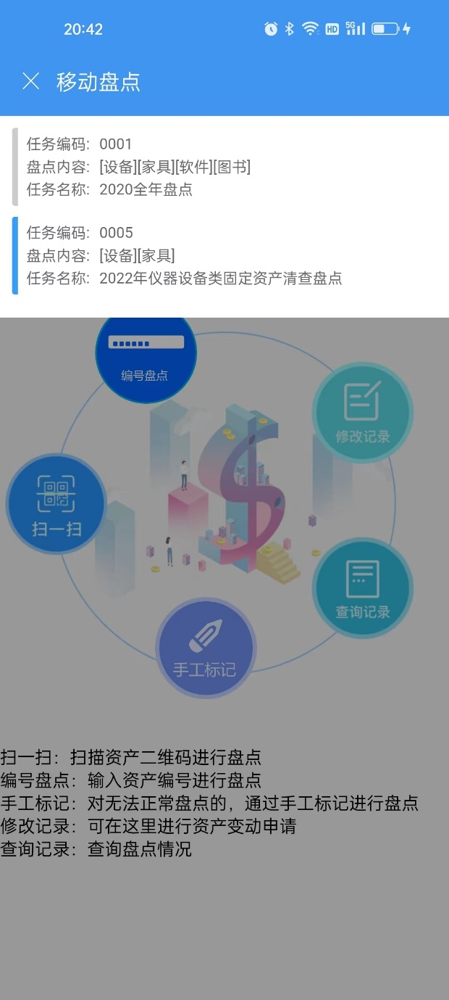 20:42
HD 5G
移动盘点
任务编码: 0001
盘点内容: [设备][家具][软件][图书]
任务名称: 2020全年盘点
任务编码: 0005
盘点内容: [设备][家具]
任务名称: 2022年仪器设备类固定资产清查盘点
编号盘点
修改记录
扫一扫
查询记录
手工标记
扫一扫：扫描资产二维码进行盘点
编号盘点：输入资产编号进行盘点
手工标记：对无法正常盘点的，通过手工标记进行盘点
修改记录：可在这里进行资产变动申请
查询记录：查询盘点情况